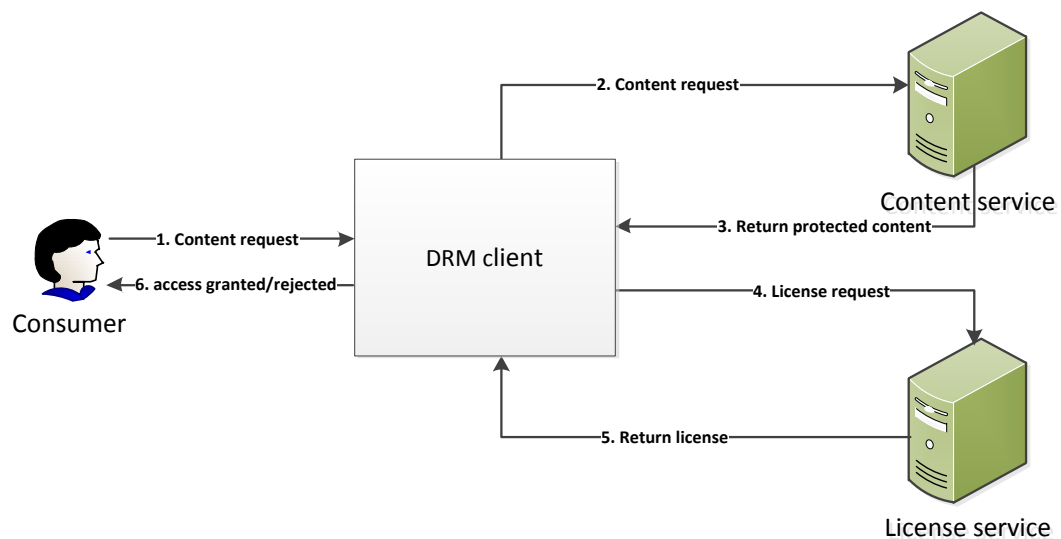 2. Content request
Content service
3. Return protected content
1. Content request
DRM client
6. access granted/rejected
4. License request
Consumer
5. Return license
License service